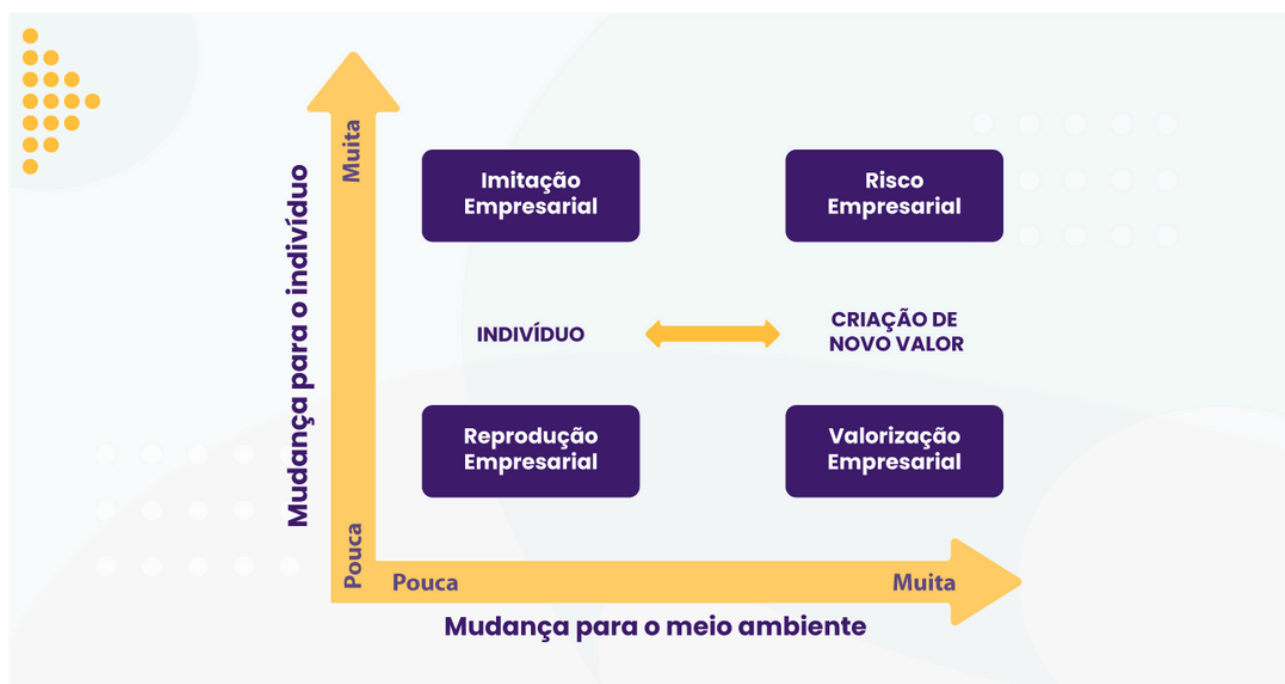 Muita
Mudança para o indivíduo
Pouca
Imitação
Empresarial
Risco
Empresarial
INDIVÍDUO
CRIAÇÃO DE
NOVO VALOR
Reprodução
Empresarial
Valorização
Empresarial
Pouca
Muita
Mudança para o meio ambiente